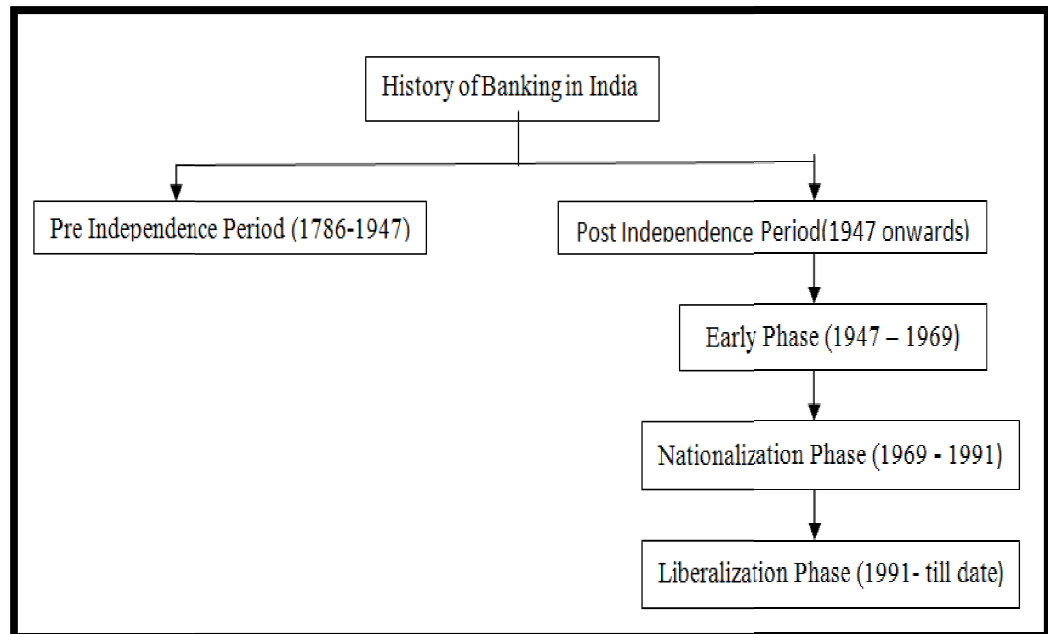 History of Banking in India
Pre Independence Period (1786-1947)
Post Independence Period(1947 onwards)
Early Phase (1947 – 1969)
Nationalization Phase (1969 - 1991)
Liberalization Phase (1991- till date)